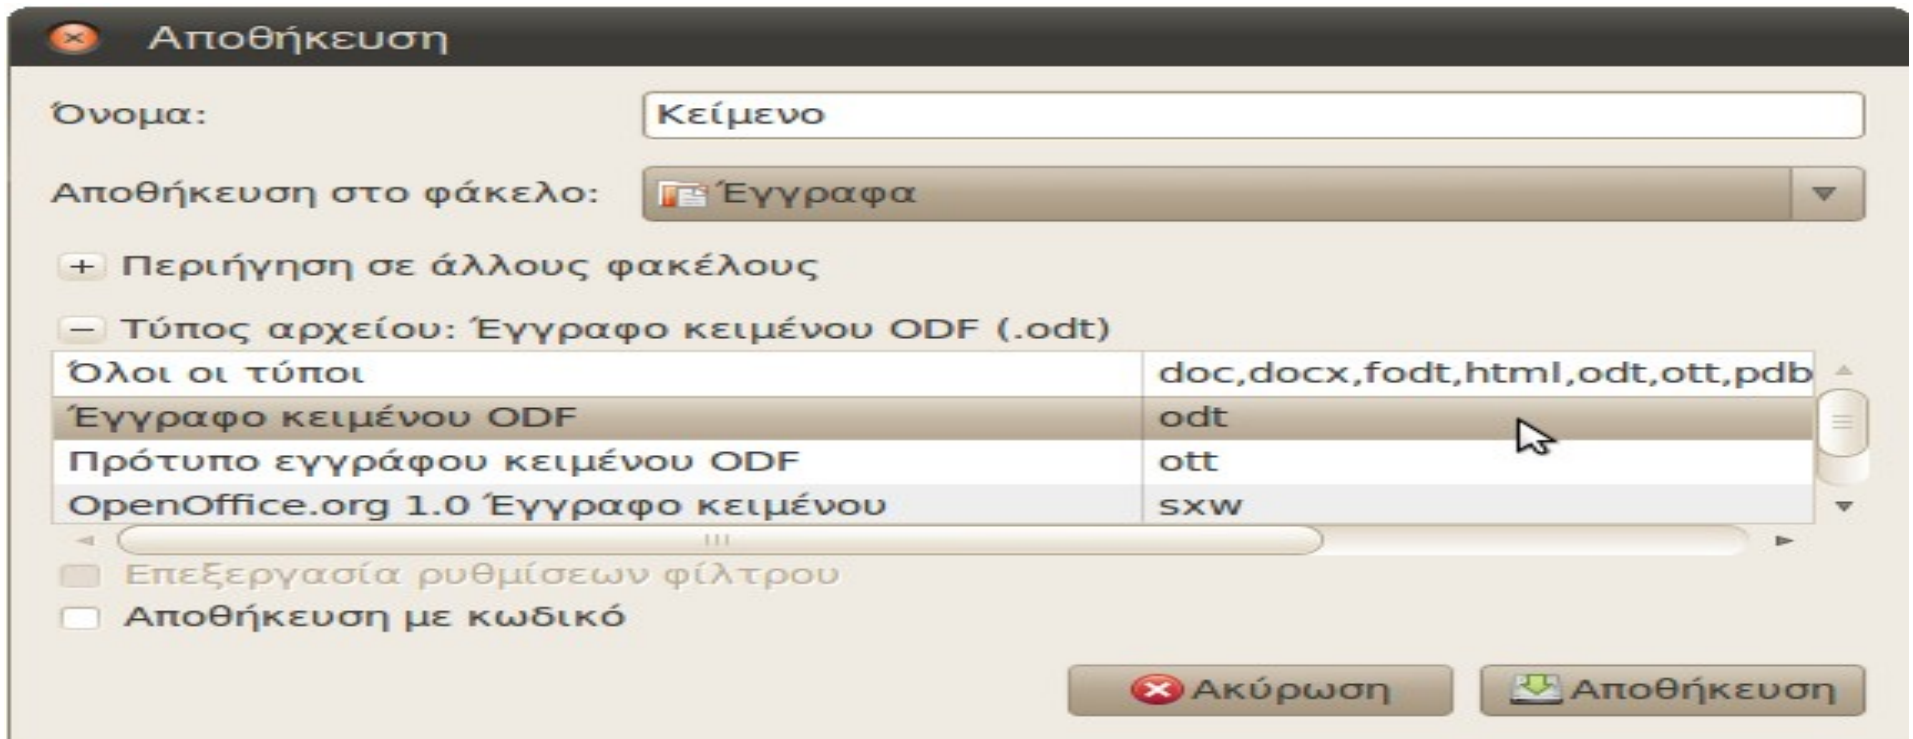 Αποθήκευση
Όνομα: Κείμενο
Αποθήκευση στο φάκελο: Έγγραφα
+ Περιήγηση σε άλλους φακέλους
− Τύπος αρχείου: Έγγραφο κειμένου ODF (.odt)
Όλοι οι τύποι doc,docx,fodt,html,odt,ott,pdb
Έγγραφο κειμένου ODF odt
Πρότυπο εγγράφου κειμένου ODF ott
OpenOffice.org 1.0 Έγγραφο κειμένου sxw
Επεξεργασία ρυθμίσεων φίλτρου
Αποθήκευση με κωδικό
Ακύρωση Αποθήκευση